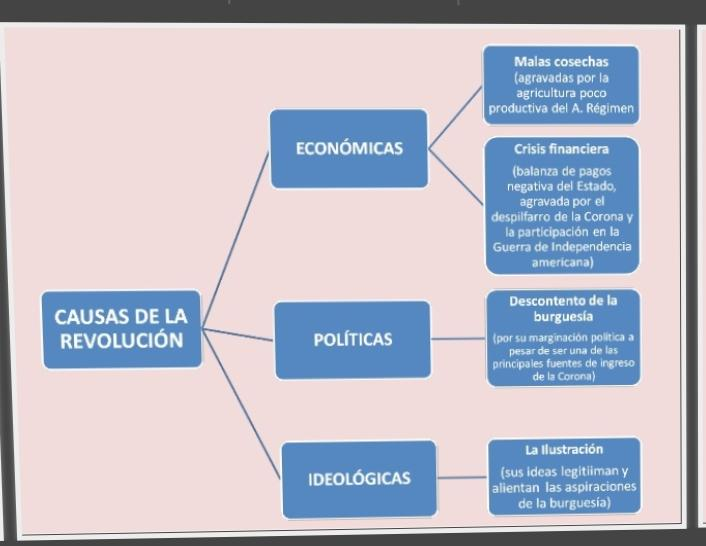 CAUSAS DE LA
REVOLUCIÓN
ECONÓMICAS
Malas cosechas
(agravadas por la
agricultura poco
productiva del A. Régimen
Crisis financiera
(balanza de pagos
negativa del Estado,
agravada por el
despilfarro de la Corona y
la participación en la
Guerra de Independencia
americana)
POLÍTICAS
Descontento de la
burguesía
(por su marginación política a
pesar de ser una de las
principales fuentes de ingreso
de la Corona)
IDEOLÓGICAS
La Ilustración
(sus ideas legitiiman y
alientan las aspiraciones
de la burguesía)